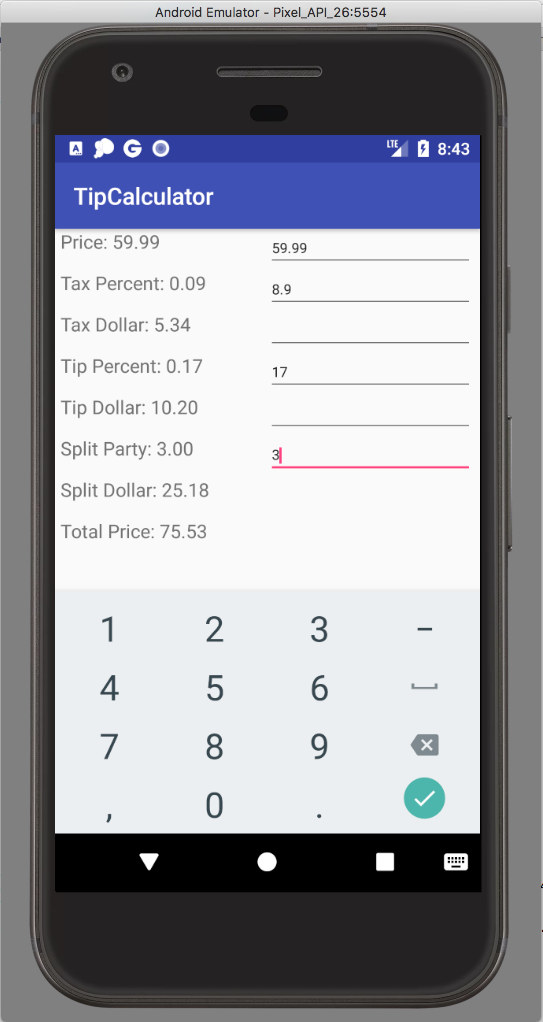 Android Emulator - Pixel_API_26:5554
LTE 8:43
TipCalculator
Price: 59.99 59.99
Tax Percent: 0.09 8.9
Tax Dollar: 5.34
Tip Percent: 0.17 17
Tip Dollar: 10.20
Split Party: 3.00 3
Split Dollar: 25.18
Total Price: 75.53
1 2 3 -
4 5 6
7 8 9
, 0 .